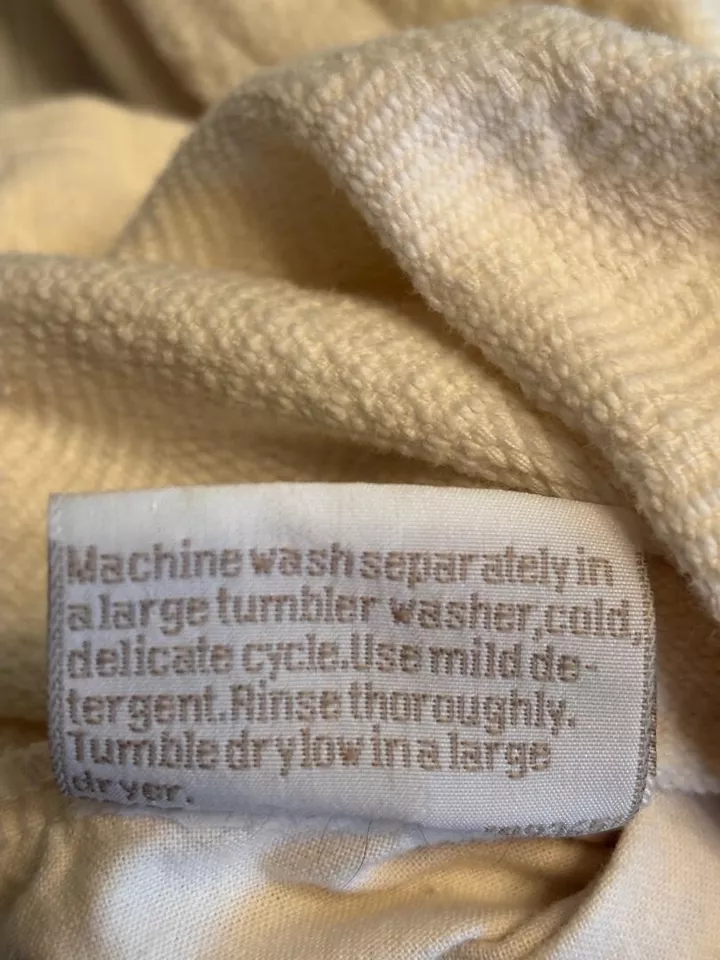 Machine wash separately in
a large tumbler washer, cold,
delicate cycle. Use mild de-
tergent. Rinse thoroughly.
Tumble dry low in a large
dryer.